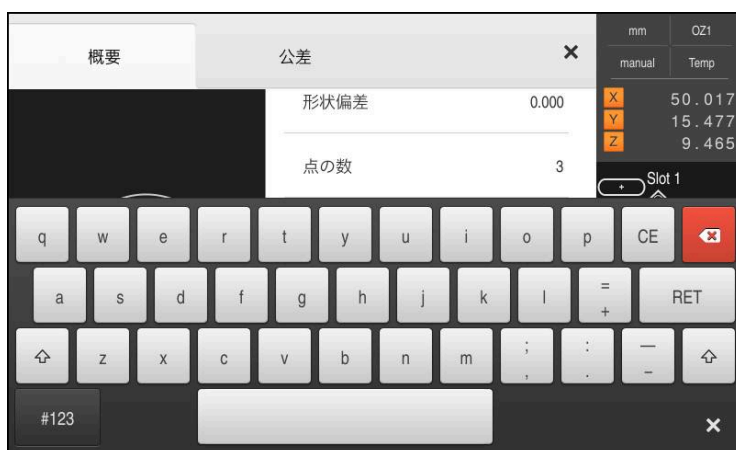 概要
公差
×
mm
OZ1
manual
Temp
形状偏差 0.000
点の数 3
X 50.017
Y 15.477
Z 9.465
Slot 1
q w e r t y u i o p CE
a s d f g h j k l = + RET
z x c v b n m ; , : . — –
#123
×